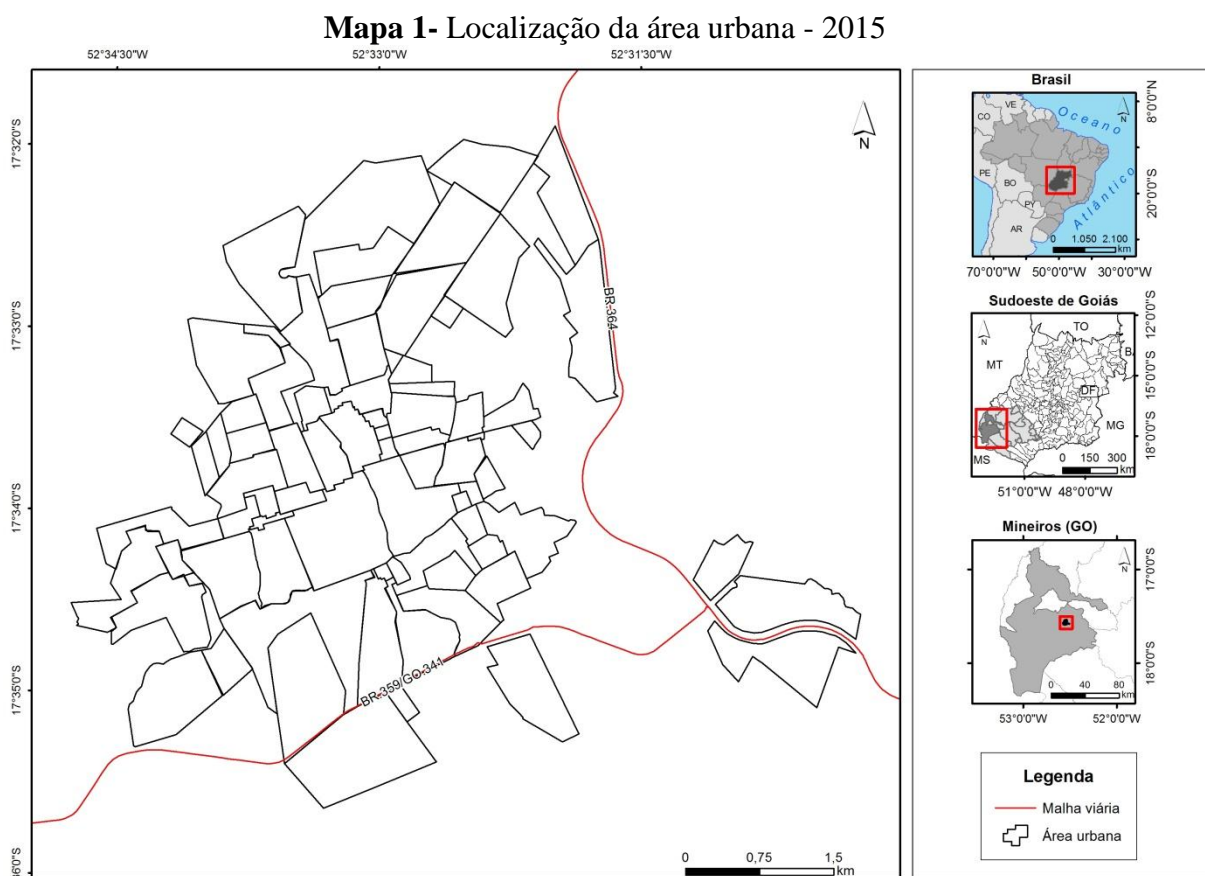 Mapa 1- Localização da área urbana - 2015
52°34'30"W
52°33'0"W
52°31'30"W
17°32'0"S
17°33'0"S
17°34'0"S
17°35'0"S
36'0"S
N
BR.364
BR.359/GO.341
0 0,75 1,5
km
Brasil
VE
CO
PE
BO
PY
AR
Oceano
Atlântico
N
0 1.050 2.100
km
8°0'0"N
20°0'0"S
70°0'0"W 50°0'0"W 30°0'0"W
Sudoeste de Goiás
N
TO
MT
DF
MG
MS
0 150 300
km
12°0'0"S
15°0'0"S
18°0'0"S
51°0'0"W 48°0'0"W
Mineiros (GO)
N
0 40 80
km
17°0'0"S
18°0'0"S
53°0'0"W 52°0'0"W
Legenda
Malha viária
Área urbana